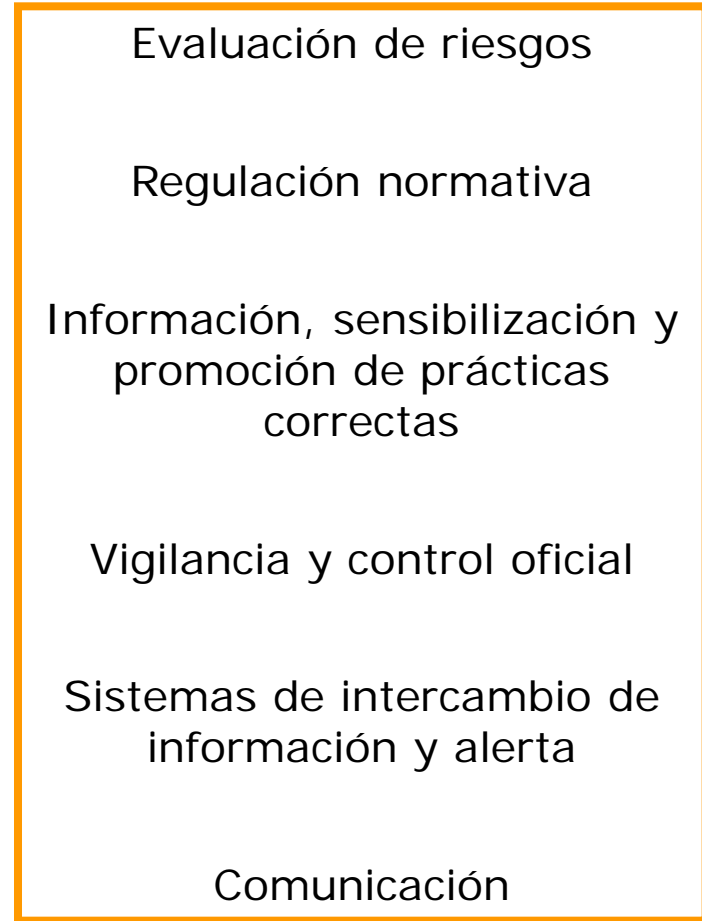 Evaluación de riesgos
Regulación normativa
Información, sensibilización y
promoción de prácticas
correctas
Vigilancia y control oficial
Sistemas de intercambio de
información y alerta
Comunicación